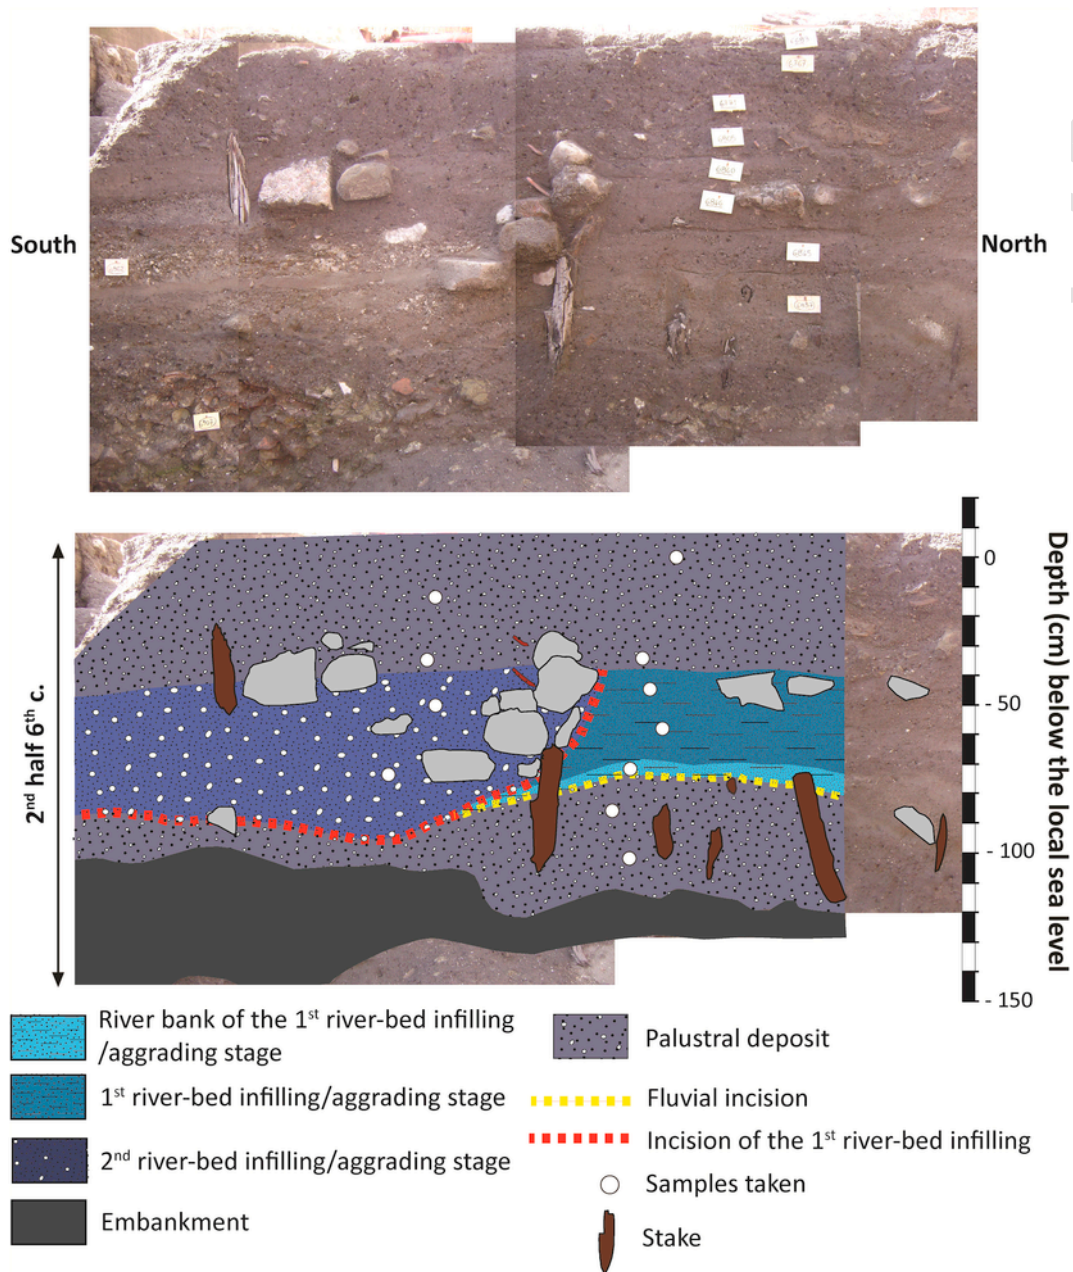 South
North
0
- 50
- 100
- 150
Depth (cm) below the local sea level
2nd half 6th c.
River bank of the 1st river-bed infilling
/aggrading stage
1st river-bed infilling/aggrading stage
2nd river-bed infilling/aggrading stage
Embankment
Palustral deposit
Fluvial incision
Incision of the 1st river-bed infilling
Samples taken
Stake